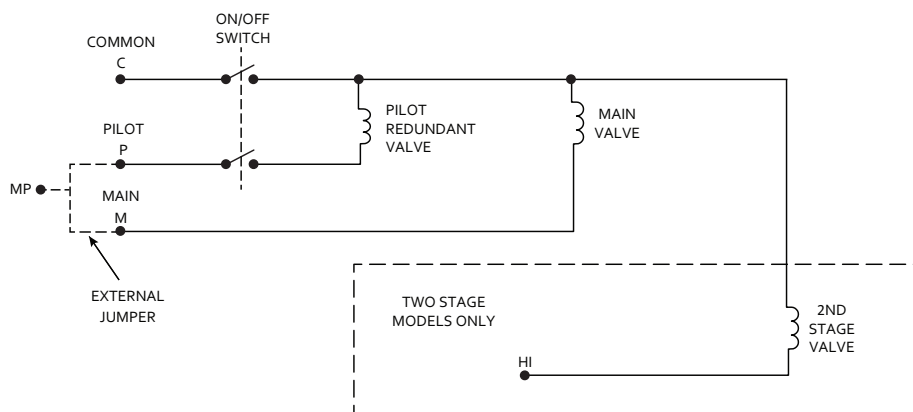 ON/OFF
SWITCH
COMMON
C
PILOT
REDUNDANT
VALVE
MAIN
VALVE
PILOT
P
MP
MAIN
M
EXTERNAL
JUMPER
TWO STAGE
MODELS ONLY
2ND
STAGE
VALVE
HI